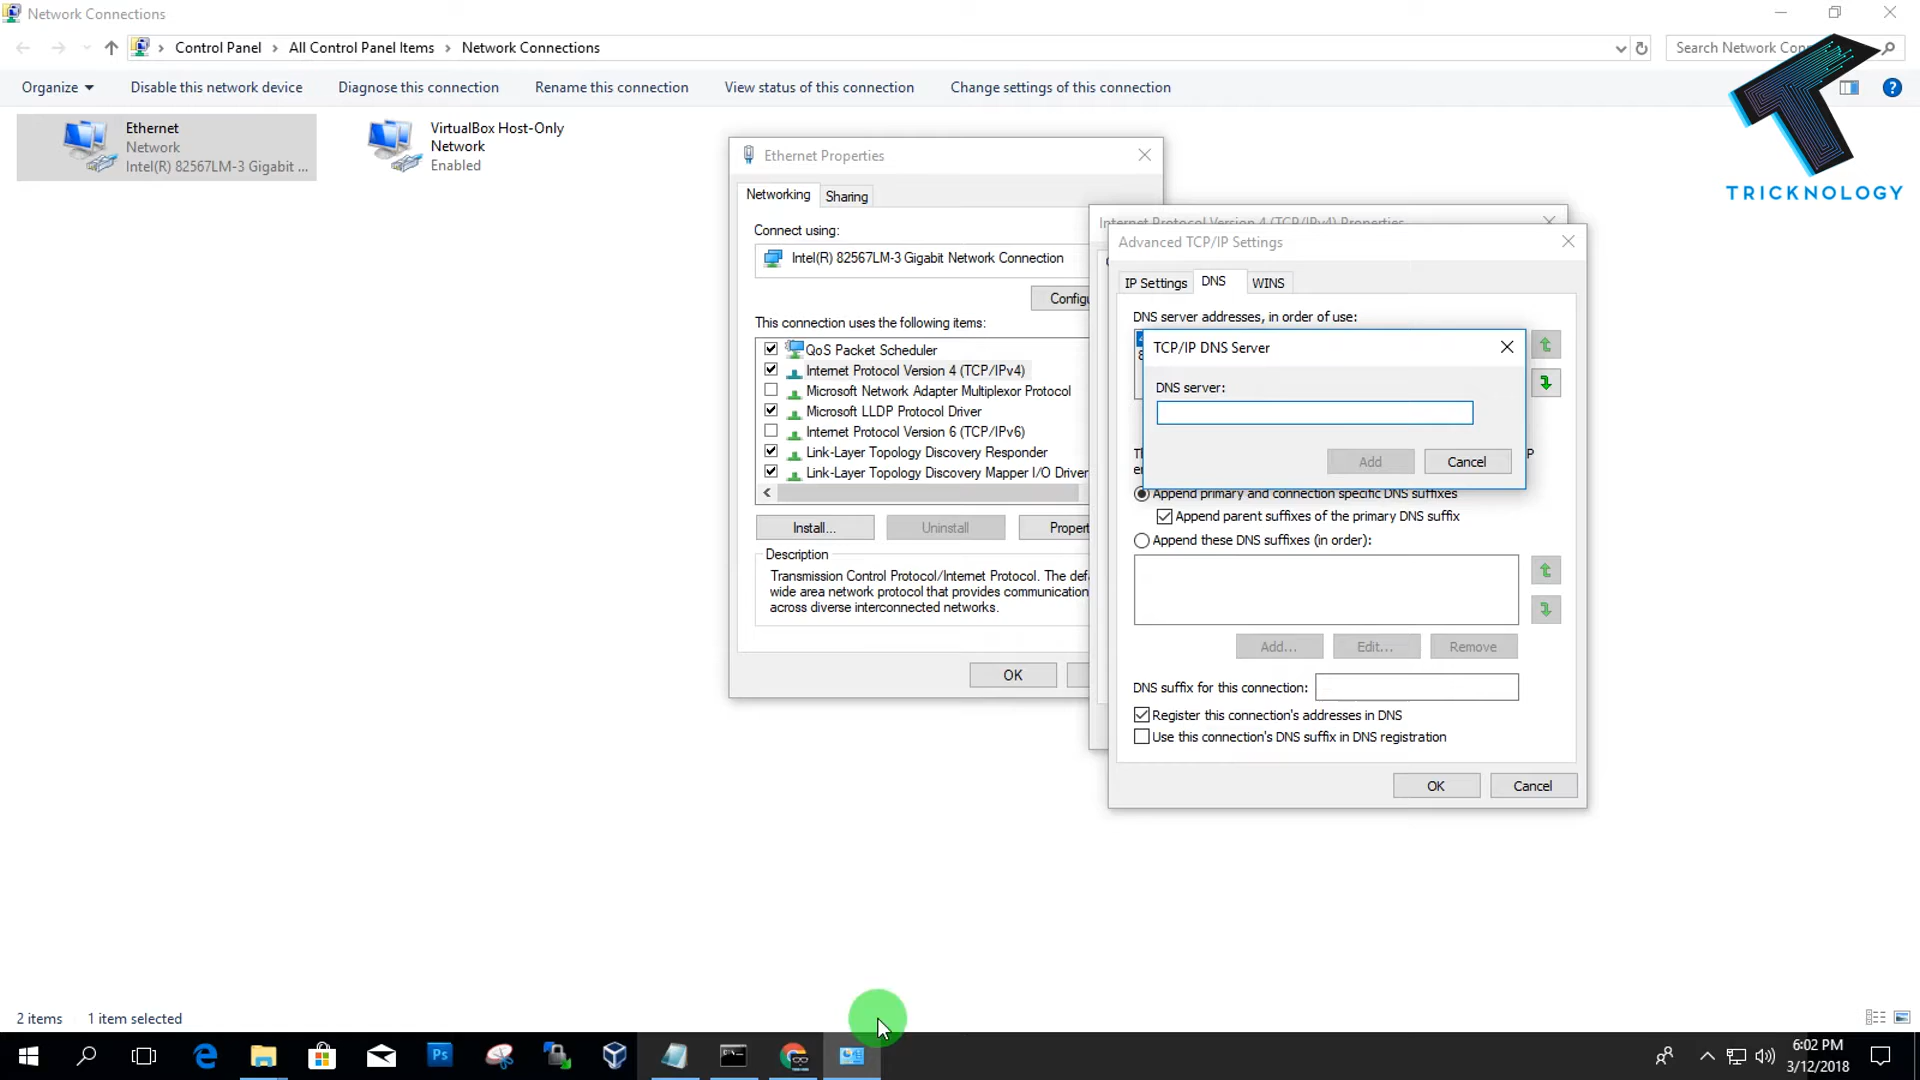 Network Connections
Control Panel > All Control Panel Items > Network Connections
Search Network Con
Organize
Disable this network device
Diagnose this connection
Rename this connection
View status of this connection
Change settings of this connection
Ethernet
Network
Intel(R) 82567LM-3 Gigabit ...
VirtualBox Host-Only
Network
Enabled
TRICKNOLOGY
Ethernet Properties
Networking
Sharing
Connect using:
Intel(R) 82567LM-3 Gigabit Network Connection
Configu
This connection uses the following items:
QoS Packet Scheduler
Internet Protocol Version 4 (TCP/IPv4)
Microsoft Network Adapter Multiplexor Protocol
Microsoft LLDP Protocol Driver
Internet Protocol Version 6 (TCP/IPv6)
Link-Layer Topology Discovery Responder
Link-Layer Topology Discovery Mapper I/O Driver
Install...
Uninstall
Propert
Description
Transmission Control Protocol/Internet Protocol. The defa
wide area network protocol that provides communication
across diverse interconnected networks.
OK
Internet Protocol Version 4 (TCP/IPv4) Properties
Advanced TCP/IP Settings
IP Settings
DNS
WINS
DNS server addresses, in order of use:
TCP/IP DNS Server
DNS server:
Add
Cancel
Append primary and connection specific DNS suffixes
Append parent suffixes of the primary DNS suffix
Append these DNS suffixes (in order):
Add...
Edit...
Remove
DNS suffix for this connection:
Register this connection's addresses in DNS
Use this connection's DNS suffix in DNS registration
OK
Cancel
2 items
1 item selected
Ps
6:02 PM
3/12/2018